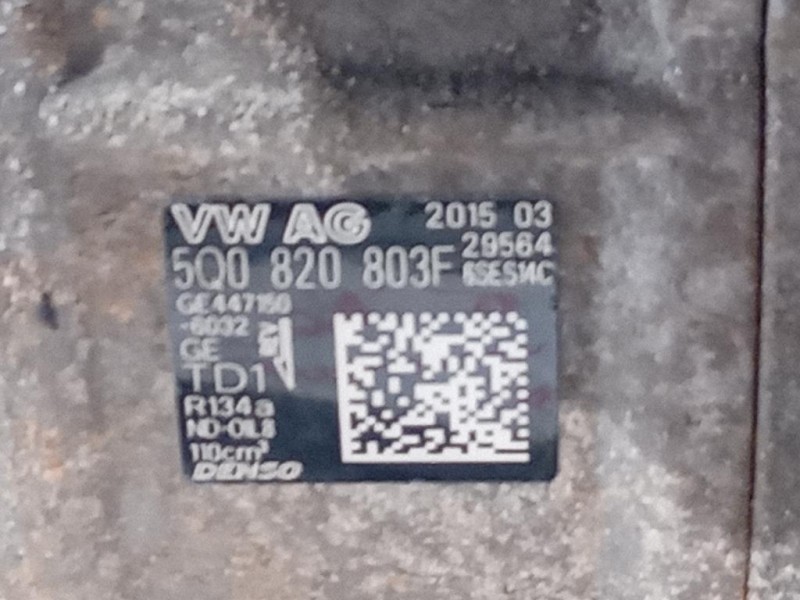 VW AG 2015 03
29564
5Q0 820 803F 6SES14C
GE447150
-6032
GE
TD1
R134a
ND-OIL8
110cm³
DENSO